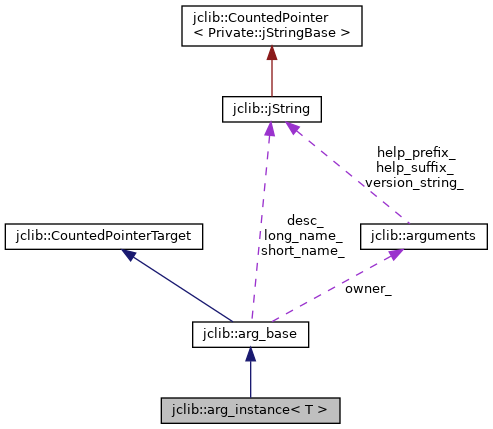 jclib::CountedPointer
< Private::jStringBase >
jclib::jString
help_prefix_
help_suffix_
version_string_
desc_
long_name_
short_name_
jclib::CountedPointerTarget
jclib::arguments
owner_
jclib::arg_base
jclib::arg_instance< T >